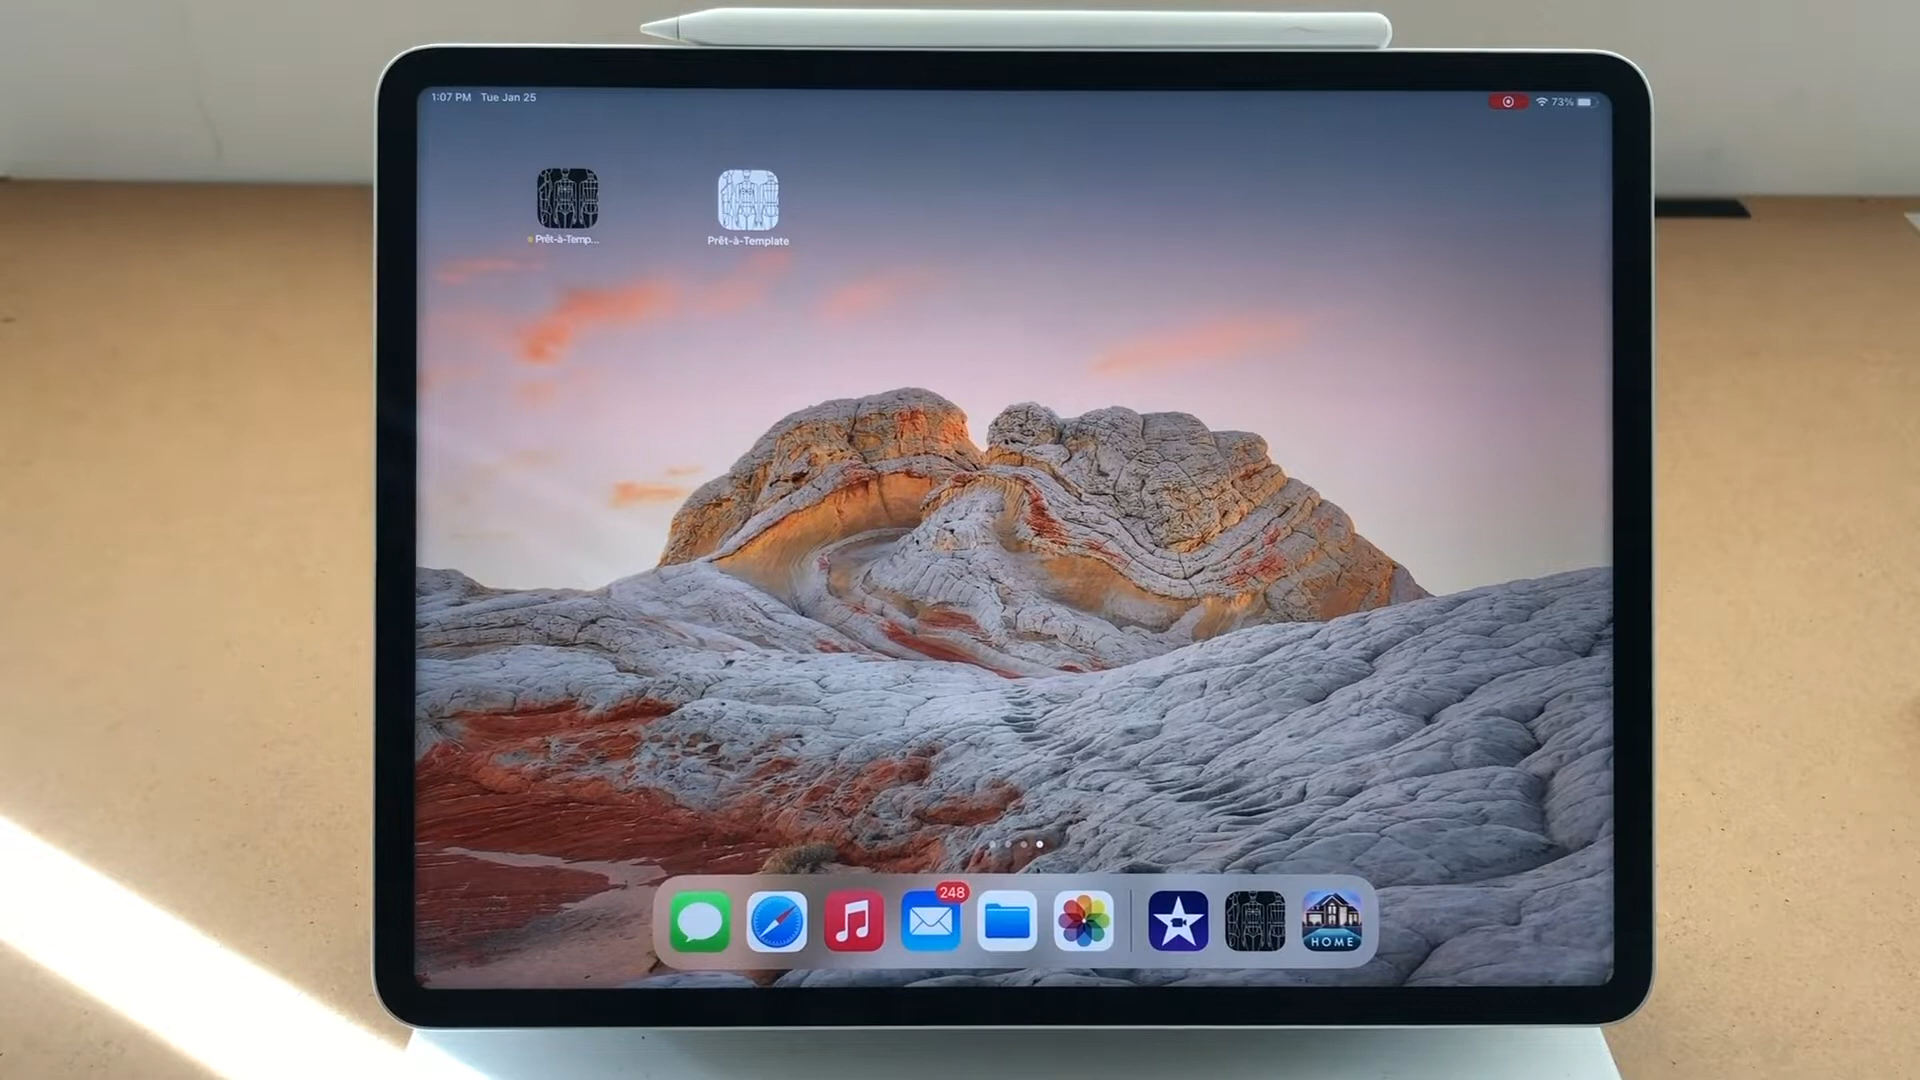 1:07 PM Tue Jan 25
73%
Prêt-à-Temp...
Prêt-à-Template
248
HOME